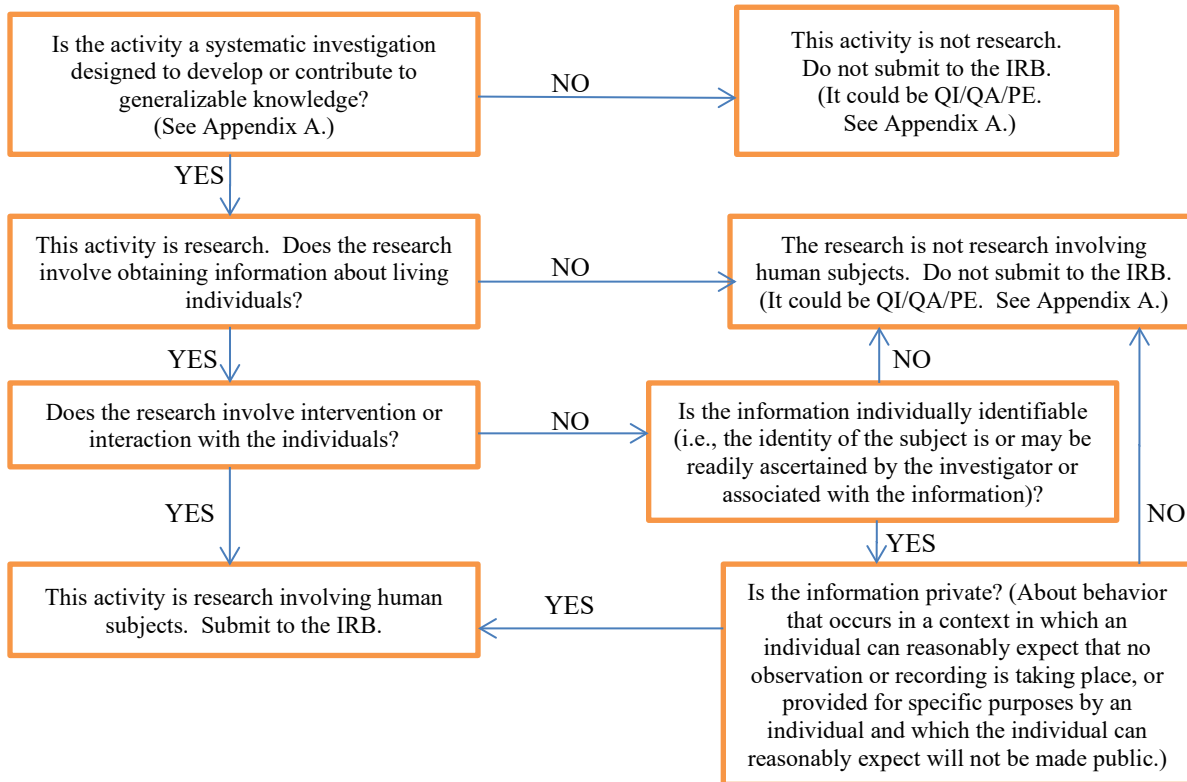 Is the activity a systematic investigation
designed to develop or contribute to
generalizable knowledge?
(See Appendix A.)
NO
This activity is not research.
Do not submit to the IRB.
(It could be QI/QA/PE.
See Appendix A.)
YES
This activity is research.  Does the research
involve obtaining information about living
individuals?
NO
The research is not research involving
human subjects.  Do not submit to the IRB.
(It could be QI/QA/PE.  See Appendix A.)
YES
NO
Does the research involve intervention or
interaction with the individuals?
NO
Is the information individually identifiable
(i.e., the identity of the subject is or may be
readily ascertained by the investigator or
associated with the information)?
YES
YES
NO
This activity is research involving human
subjects.  Submit to the IRB.
YES
Is the information private? (About behavior
that occurs in a context in which an
individual can reasonably expect that no
observation or recording is taking place, or
provided for specific purposes by an
individual and which the individual can
reasonably expect will not be made public.)